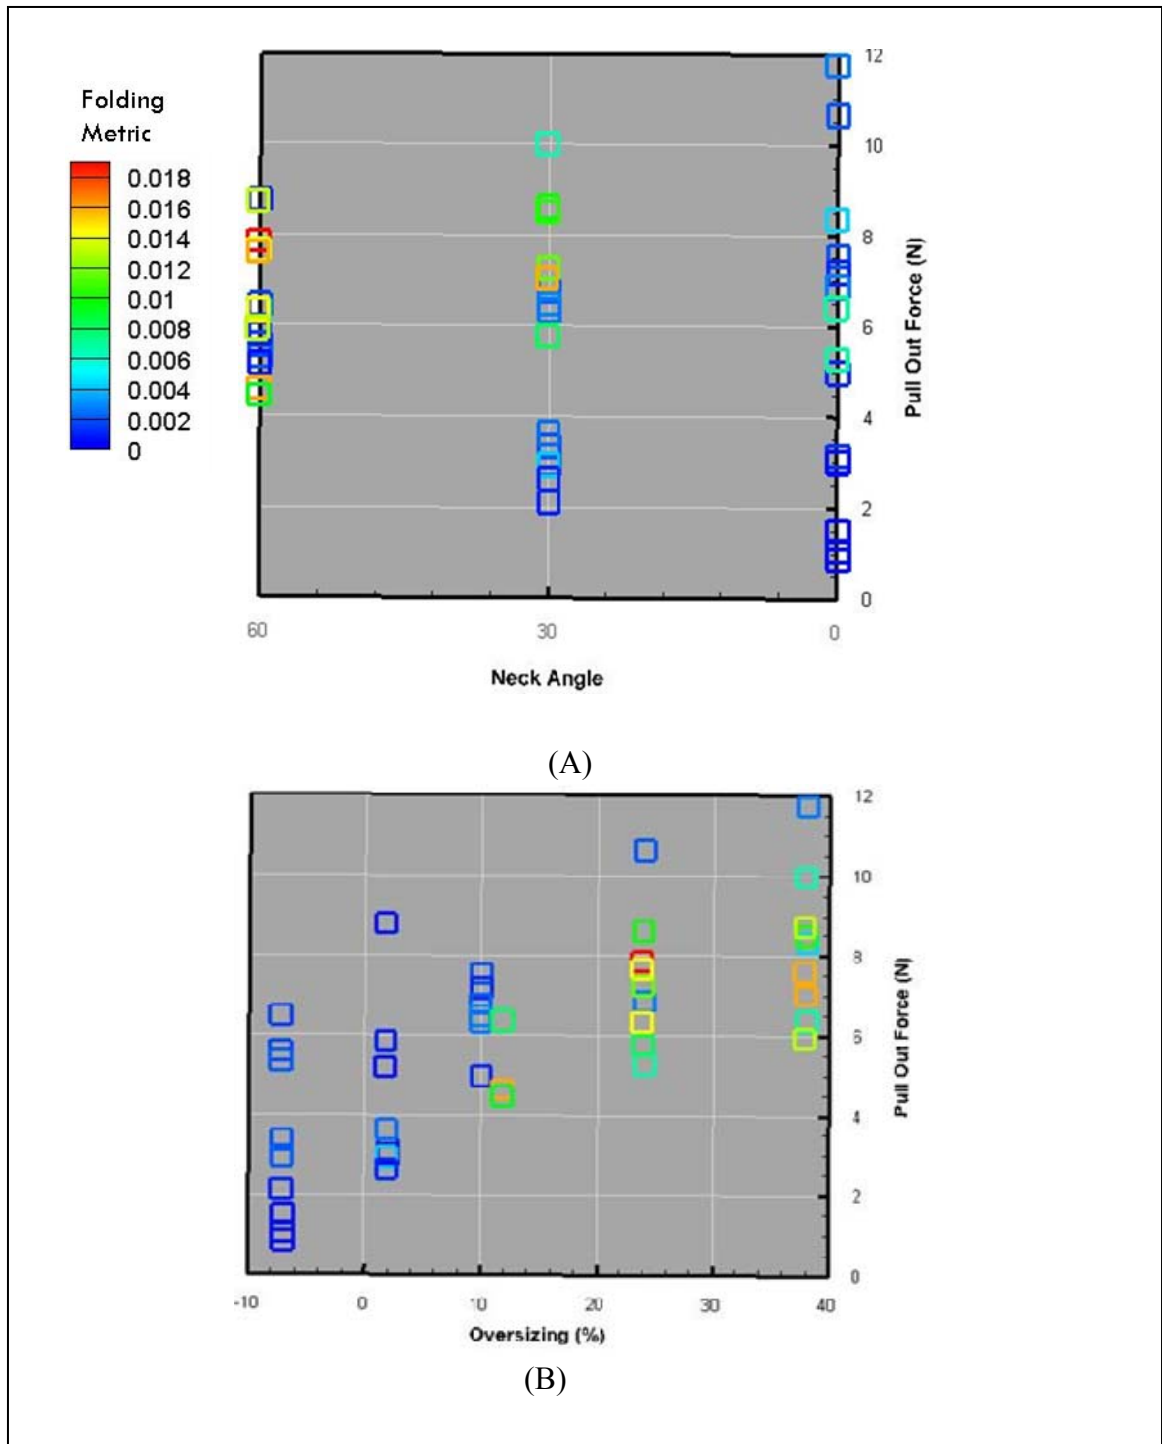 Folding
Metric
0.018
0.016
0.014
0.012
0.01
0.008
0.006
0.004
0.002
0
12
10
8
6
4
2
0
Pull Out Force (N)
60 30 0
Neck Angle
(A)
12
10
8
6
4
2
0
Pull Out Force (N)
-10 0 10 20 30 40
Oversizing (%)
(B)